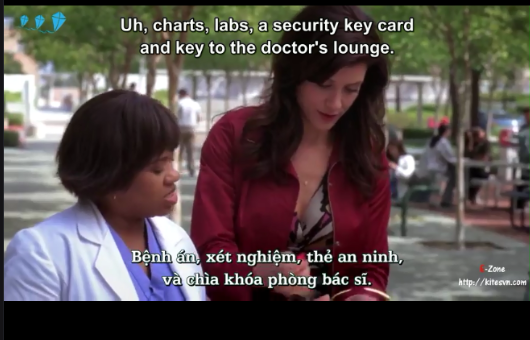 Uh, charts, labs, a security key card
and key to the doctor's lounge.
Bệnh án, xét nghiệm, thẻ an ninh,
và chìa khóa phòng bác sĩ.
K-Zone
http://kitesvn.com